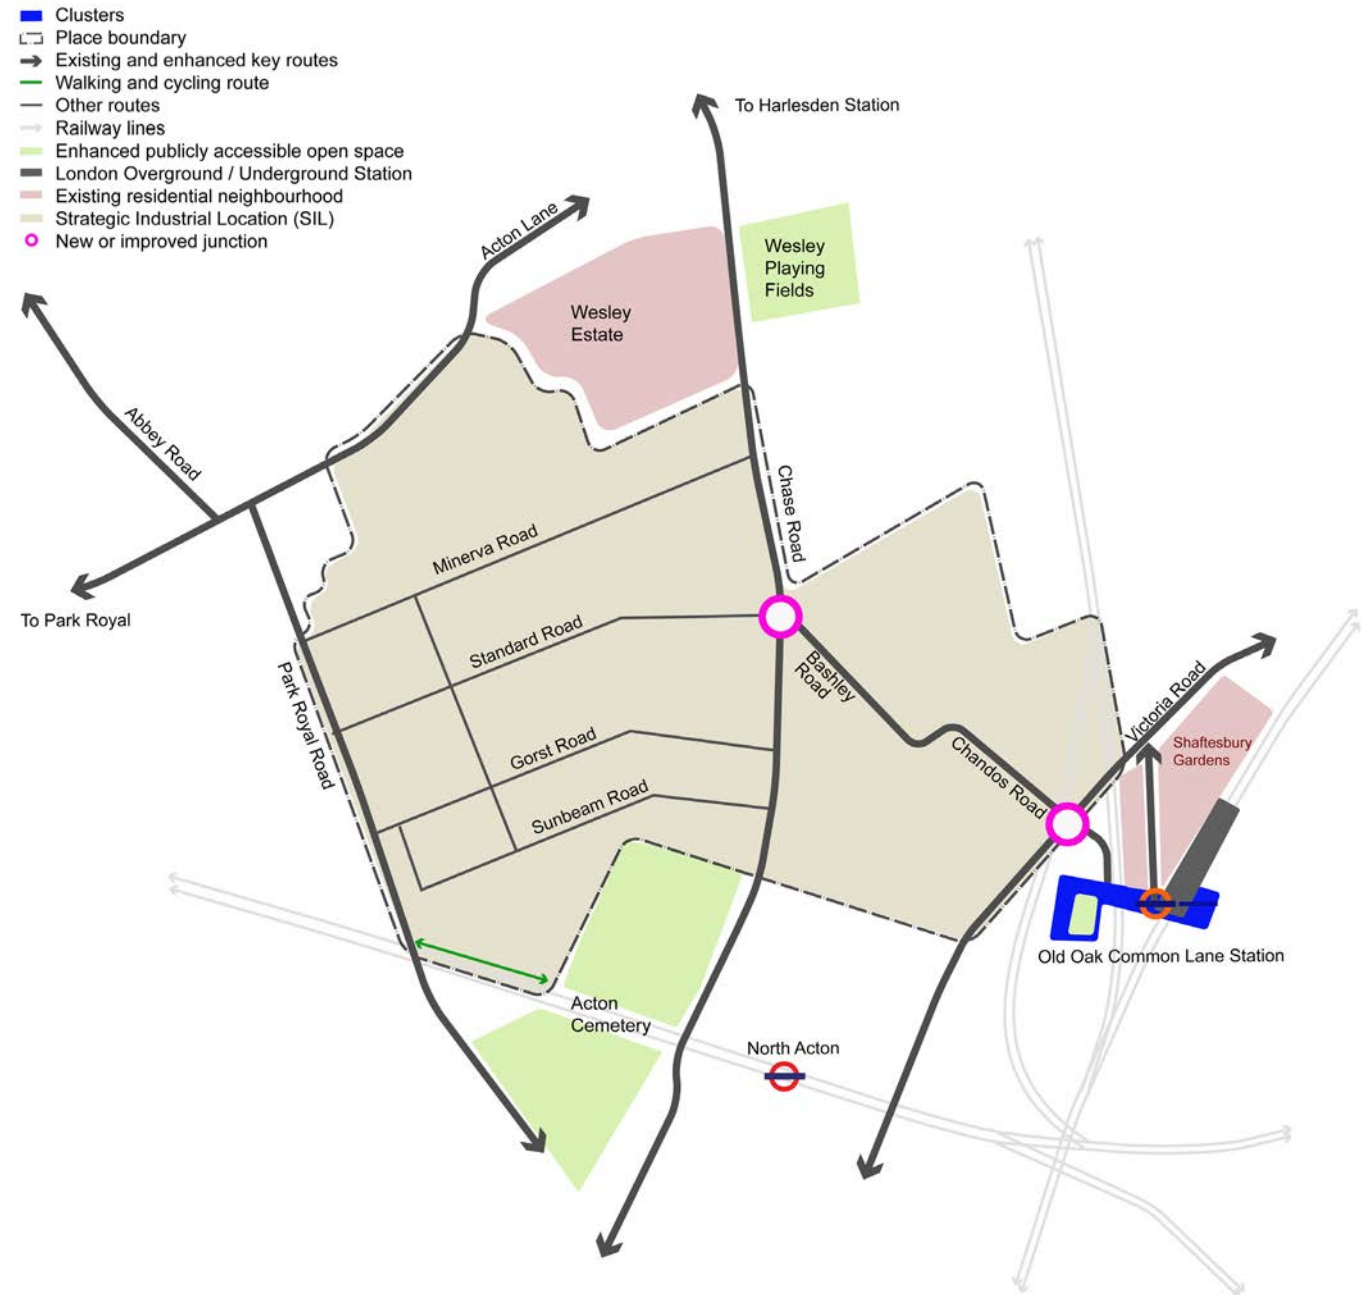 Clusters
Place boundary
Existing and enhanced key routes
Walking and cycling route
Other routes
Railway lines
Enhanced publicly accessible open space
London Overground / Underground Station
Existing residential neighbourhood
Strategic Industrial Location (SIL)
New or improved junction
To Harlesden Station
Acton Lane
Wesley
Playing
Fields
Wesley
Estate
Abbey Road
Chase Road
Minerva Road
To Park Royal
Standard Road
Bashley
Road
Park Royal Road
Gorst Road
Victoria Road
Shaftesbury
Gardens
Chandos Road
Sunbeam Road
Old Oak Common Lane Station
Acton
Cemetery
North Acton